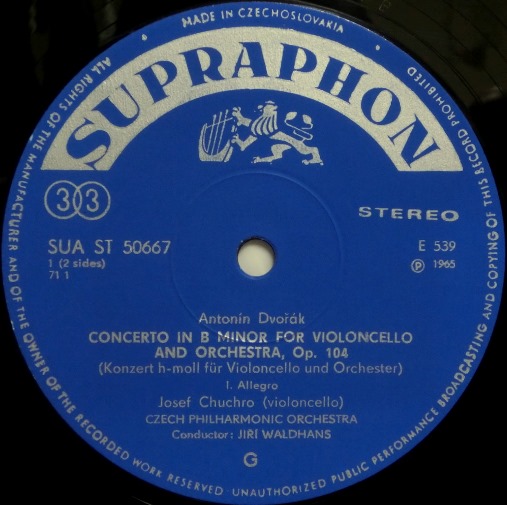 MADE IN CZECHOSLOVAKIA
ALL RIGHTS OF THE MANUFACTURER AND OF THE OWNER OF THE RECORDED WORK RESERVED · UNAUTHORIZED PUBLIC PERFORMANCE BROADCASTING AND COPYING OF THIS RECORD PROHIBITED
SUPRAPHON
33
STEREO
SUA ST 50667
1 (2 sides)
71 1
E 539
℗ 1965
Antonín Dvořák
CONCERTO IN B MINOR FOR VIOLONCELLO
AND ORCHESTRA, Op. 104
(Konzert h-moll für Violoncello und Orchester)
I. Allegro
Josef Chuchro (violoncello)
CZECH PHILHARMONIC ORCHESTRA
Conductor: JIŘÍ WALDHANS
G